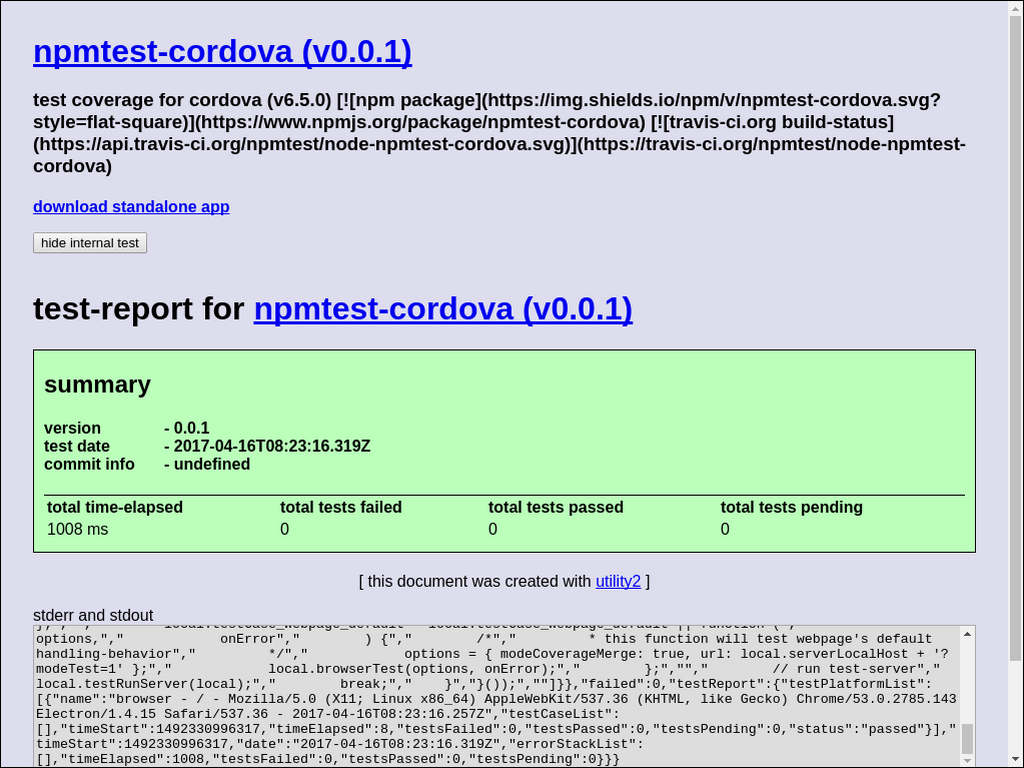 npmtest-cordova (v0.0.1)
test coverage for cordova (v6.5.0) [![npm package](https://img.shields.io/npm/v/npmtest-cordova.svg?
style=flat-square)](https://www.npmjs.org/package/npmtest-cordova) [![travis-ci.org build-status]
(https://api.travis-ci.org/npmtest/node-npmtest-cordova.svg)](https://travis-ci.org/npmtest/node-npmtest-
cordova)
download standalone app
hide internal test
test-report for npmtest-cordova (v0.0.1)
summary
version - 0.0.1
test date - 2017-04-16T08:23:16.319Z
commit info - undefined
total time-elapsed total tests failed total tests passed total tests pending
1008 ms 0 0 0
[ this document was created with utility2 ]
stderr and stdout
options,","            onError","        ) {","        /*","         * this function will test webpage's default
handling-behavior","         */","            options = { modeCoverageMerge: true, url: local.serverLocalHost + '?
modeTest=1' };","            local.browserTest(options, onError);","        };","","        // run test-server","
local.testRunServer(local);","        break;","    }","}());",""]}},"failed":0,"testReport":{"testPlatformList":
[{"name":"browser - / - Mozilla/5.0 (X11; Linux x86_64) AppleWebKit/537.36 (KHTML, like Gecko) Chrome/53.0.2785.143
Electron/1.4.15 Safari/537.36 - 2017-04-16T08:23:16.257Z","testCaseList":
[],"timeStart":1492330996317,"timeElapsed":8,"testsFailed":0,"testsPassed":0,"testsPending":0,"status":"passed"}],"
timeStart":1492330996317,"date":"2017-04-16T08:23:16.319Z","errorStackList":
[],"timeElapsed":1008,"testsFailed":0,"testsPassed":0,"testsPending":0}}}